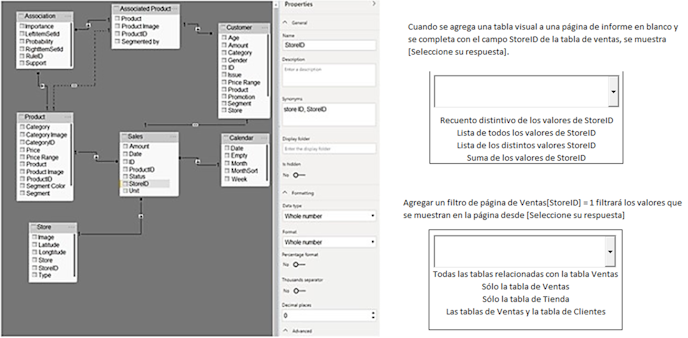 Association
Importance
LeftItemSetId
Probability
RightItemSetId
RuleID
Support
Associated Product
Product
Product Image
ProductID
Segmented by
Customer
Age
Amount
Category
Gender
ID
Issue
Price Range
Product
Promotion
Segment
Store
Product
Category
Category Image
CategoryID
Price
Price Range
Product
Product Image
ProductID
Segment Color
Segment
Sales
Amount
Date
ID
ProductID
Status
StoreID
Unit
Calendar
Date
Empty
Month
MonthSort
Week
Store
Image
Latitude
Longitude
Store
StoreID
Type
Properties
General
Name
StoreID
Description
Enter a description
Synonyms
store ID, StoreID
Display folder
Enter the display folder
Is hidden
No
Formatting
Data type
Whole number
Format
Whole number
Percentage format
No
Thousands separator
No
Decimal places
0
Advanced
Cuando se agrega una tabla visual a una página de informe en blanco y
se completa con el campo StoreID de la tabla de ventas, se muestra
[Seleccione su respuesta].
Recuento distintivo de los valores de StoreID
Lista de todos los valores de StoreID
Lista de los distintos valores StoreID
Suma de los valores de StoreID
Agregar un filtro de página de Ventas[StoreID] = 1 filtrará los valores que
se muestran en la página desde [Seleccione su respuesta]
Todas las tablas relacionadas con la tabla Ventas
Sólo la tabla de Ventas
Sólo la tabla de Tienda
Las tablas de Ventas y la tabla de Clientes